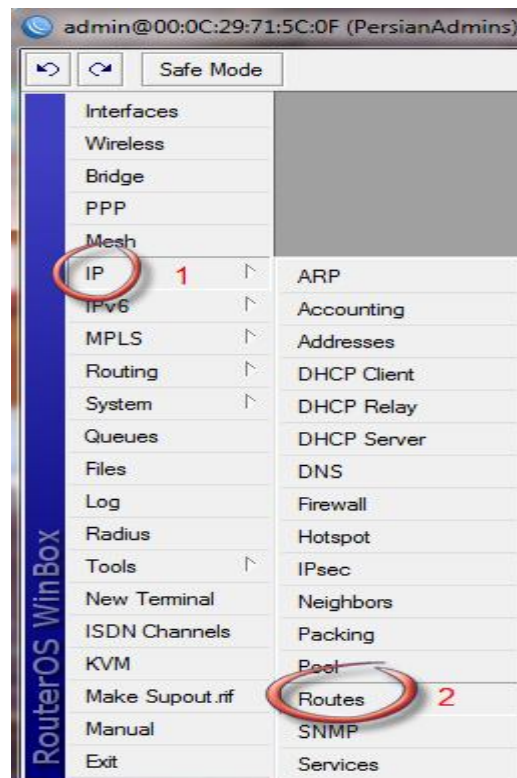 admin@00:0C:29:71:5C:0F (PersianAdmins)
Safe Mode
Interfaces
Wireless
Bridge
PPP
Mesh
IP 1
IPv6
MPLS
Routing
System
Queues
Files
Log
Radius
Tools
New Terminal
ISDN Channels
KVM
Make Supout.rif
Manual
Exit
ARP
Accounting
Addresses
DHCP Client
DHCP Relay
DHCP Server
DNS
Firewall
Hotspot
IPsec
Neighbors
Packing
Pool
Routes 2
SNMP
Services
RouterOS WinBox